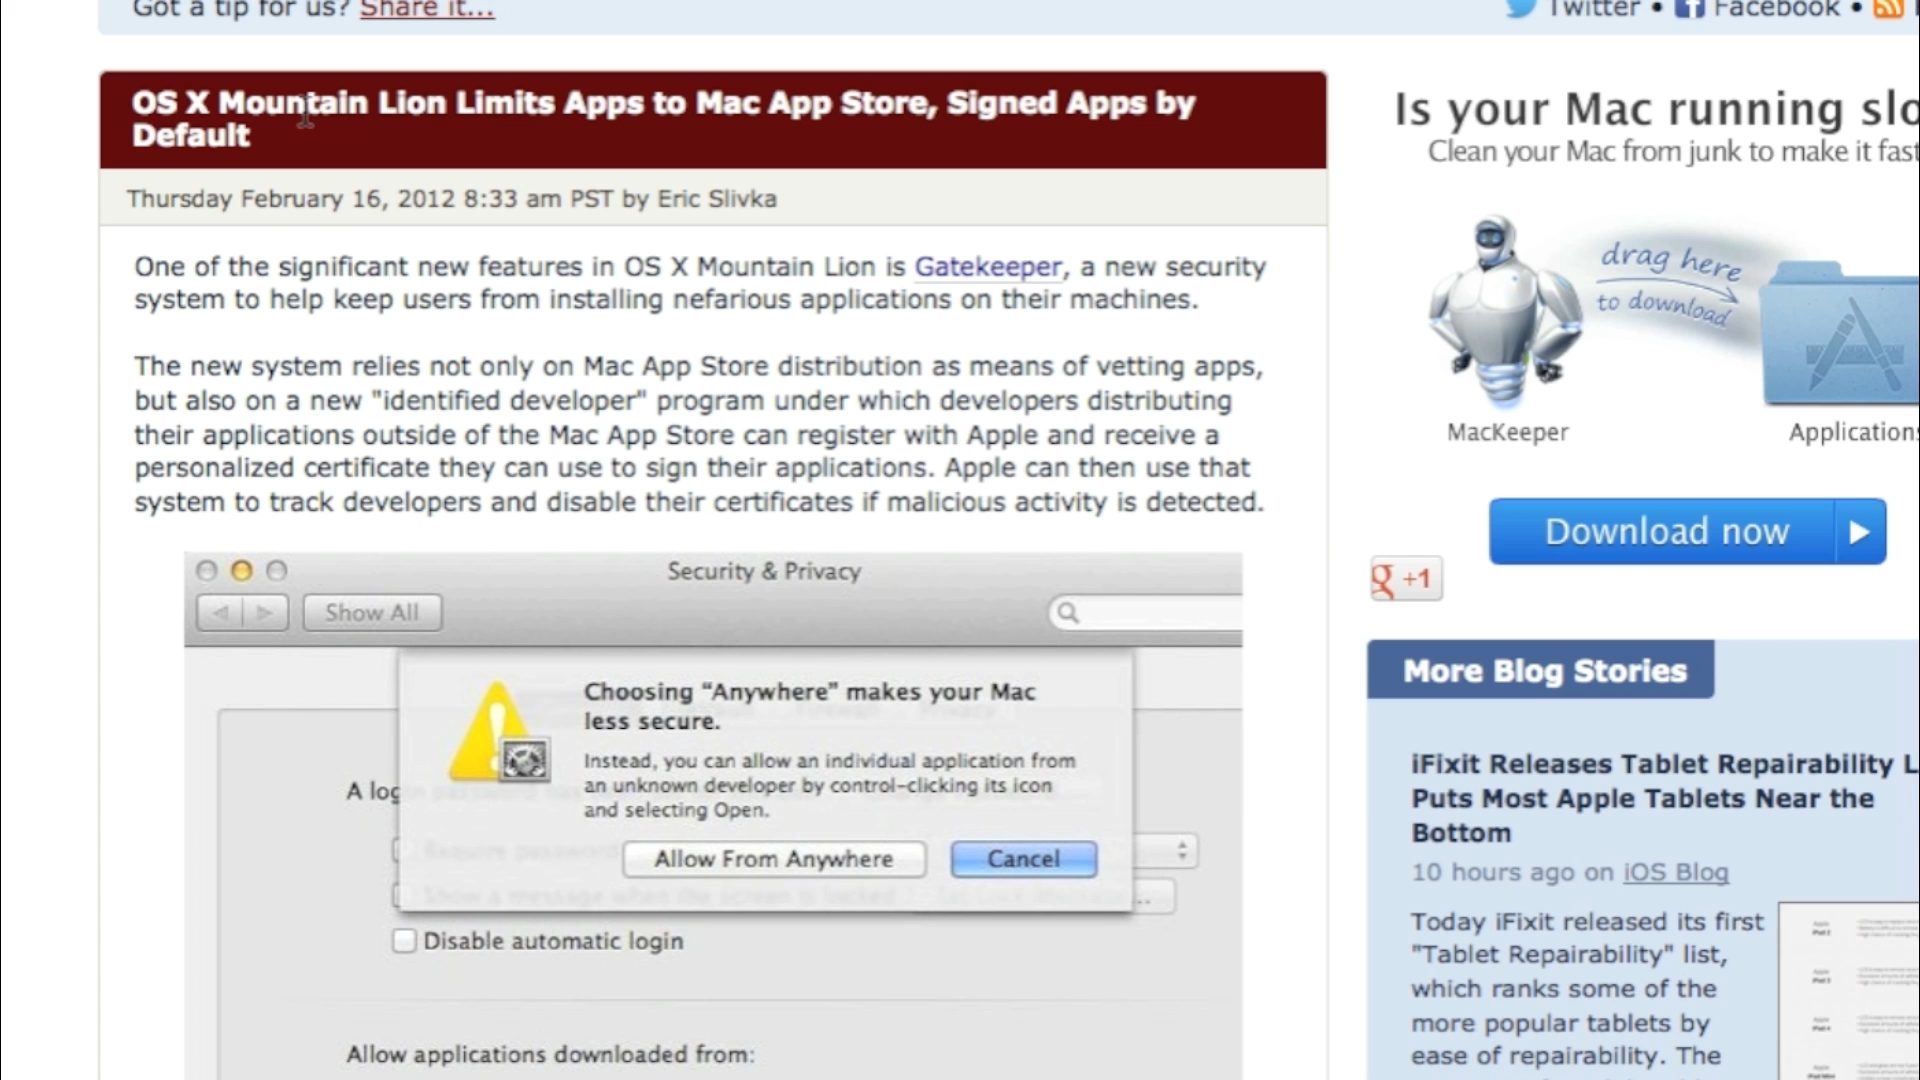 Got a tip for us? Share it...
Twitter • Facebook •
OS X Mountain Lion Limits Apps to Mac App Store, Signed Apps by
Default
Thursday February 16, 2012 8:33 am PST by Eric Slivka
One of the significant new features in OS X Mountain Lion is Gatekeeper, a new security
system to help keep users from installing nefarious applications on their machines.
The new system relies not only on Mac App Store distribution as means of vetting apps,
but also on a new "identified developer" program under which developers distributing
their applications outside of the Mac App Store can register with Apple and receive a
personalized certificate they can use to sign their applications. Apple can then use that
system to track developers and disable their certificates if malicious activity is detected.
Security & Privacy
Show All
Choosing “Anywhere” makes your Mac
less secure.
Instead, you can allow an individual application from
an unknown developer by control-clicking its icon
and selecting Open.
A log
Allow From Anywhere
Cancel
Disable automatic login
Allow applications downloaded from:
Is your Mac running slo
Clean your Mac from junk to make it fast
drag here
to download
MacKeeper
Applications
Download now
+1
More Blog Stories
iFixit Releases Tablet Repairability L
Puts Most Apple Tablets Near the
Bottom
10 hours ago on iOS Blog
Today iFixit released its first
"Tablet Repairability" list,
which ranks some of the
more popular tablets by
ease of repairability. The